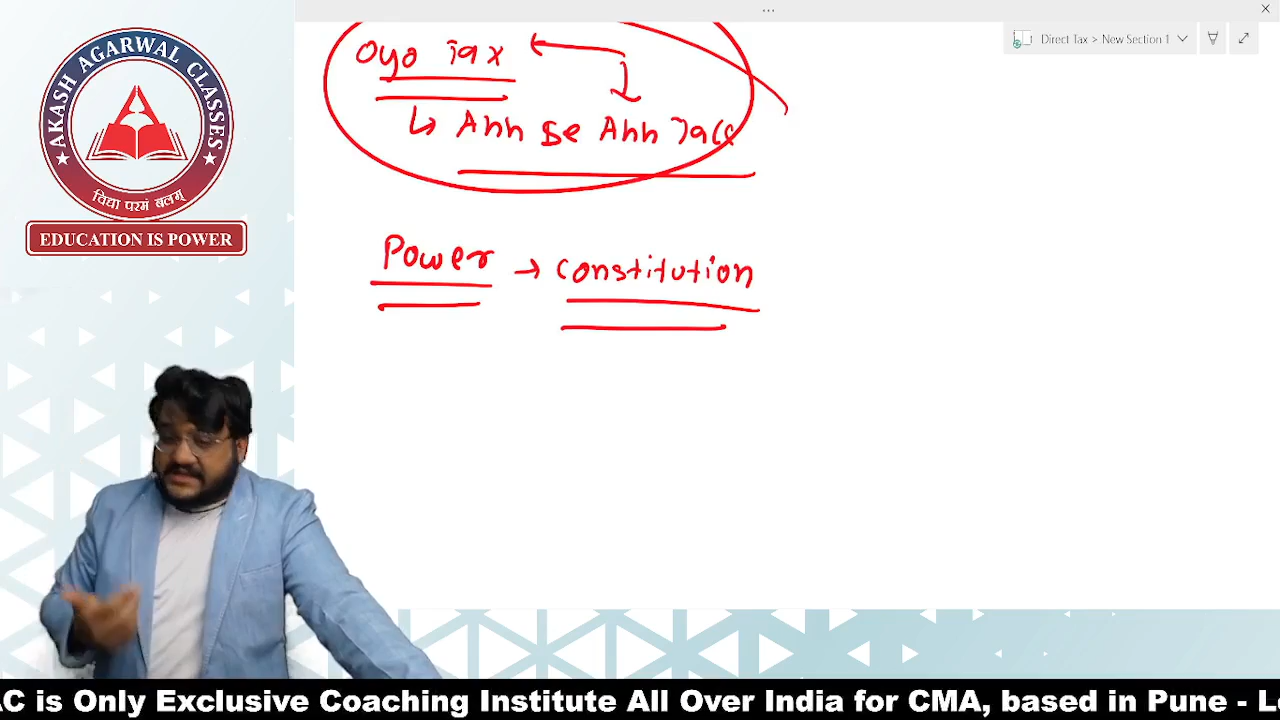 AKASH AGARWAL CLASSES
विद्या परमं बलम्
EDUCATION IS POWER
Direct Tax > New Section 1
Oyo Tax
↳ Ahh Se Ahh Tacc
Power → Constitution
AC is Only Exclusive Coaching Institute All Over India for CMA, based in Pune - L